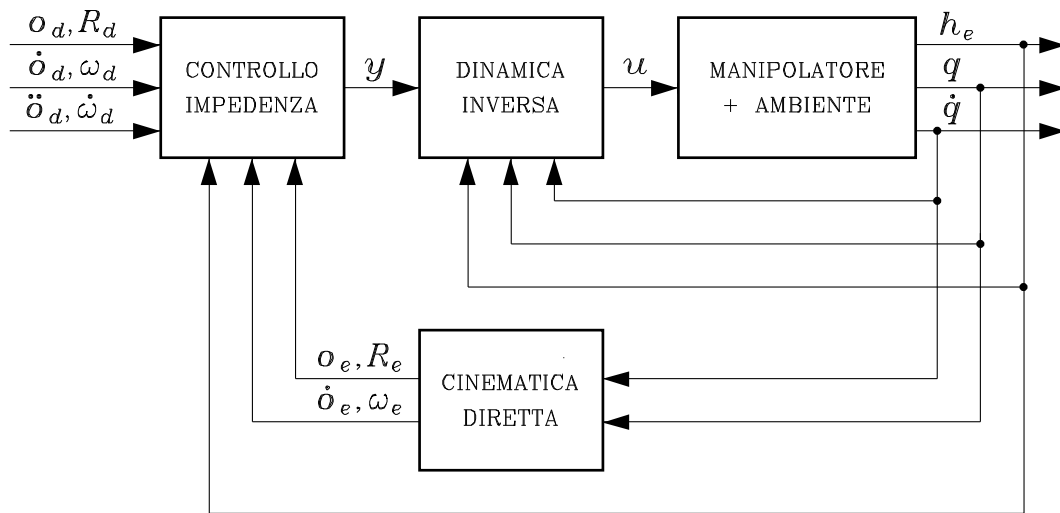 o_d, R_d
ȯ_d, ω_d
ö_d, ω̇_d
CONTROLLO
IMPEDENZA
y
DINAMICA
INVERSA
u
MANIPOLATORE
+ AMBIENTE
h_e
q
q̇
o_e, R_e
ȯ_e, ω_e
CINEMATICA
DIRETTA